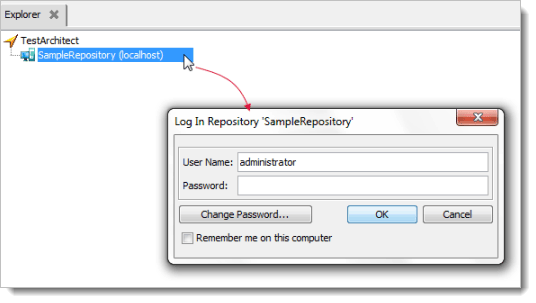 Explorer
TestArchitect
SampleRepository (localhost)
Log In Repository 'SampleRepository'
User Name: administrator
Password:
Change Password... OK Cancel
Remember me on this computer